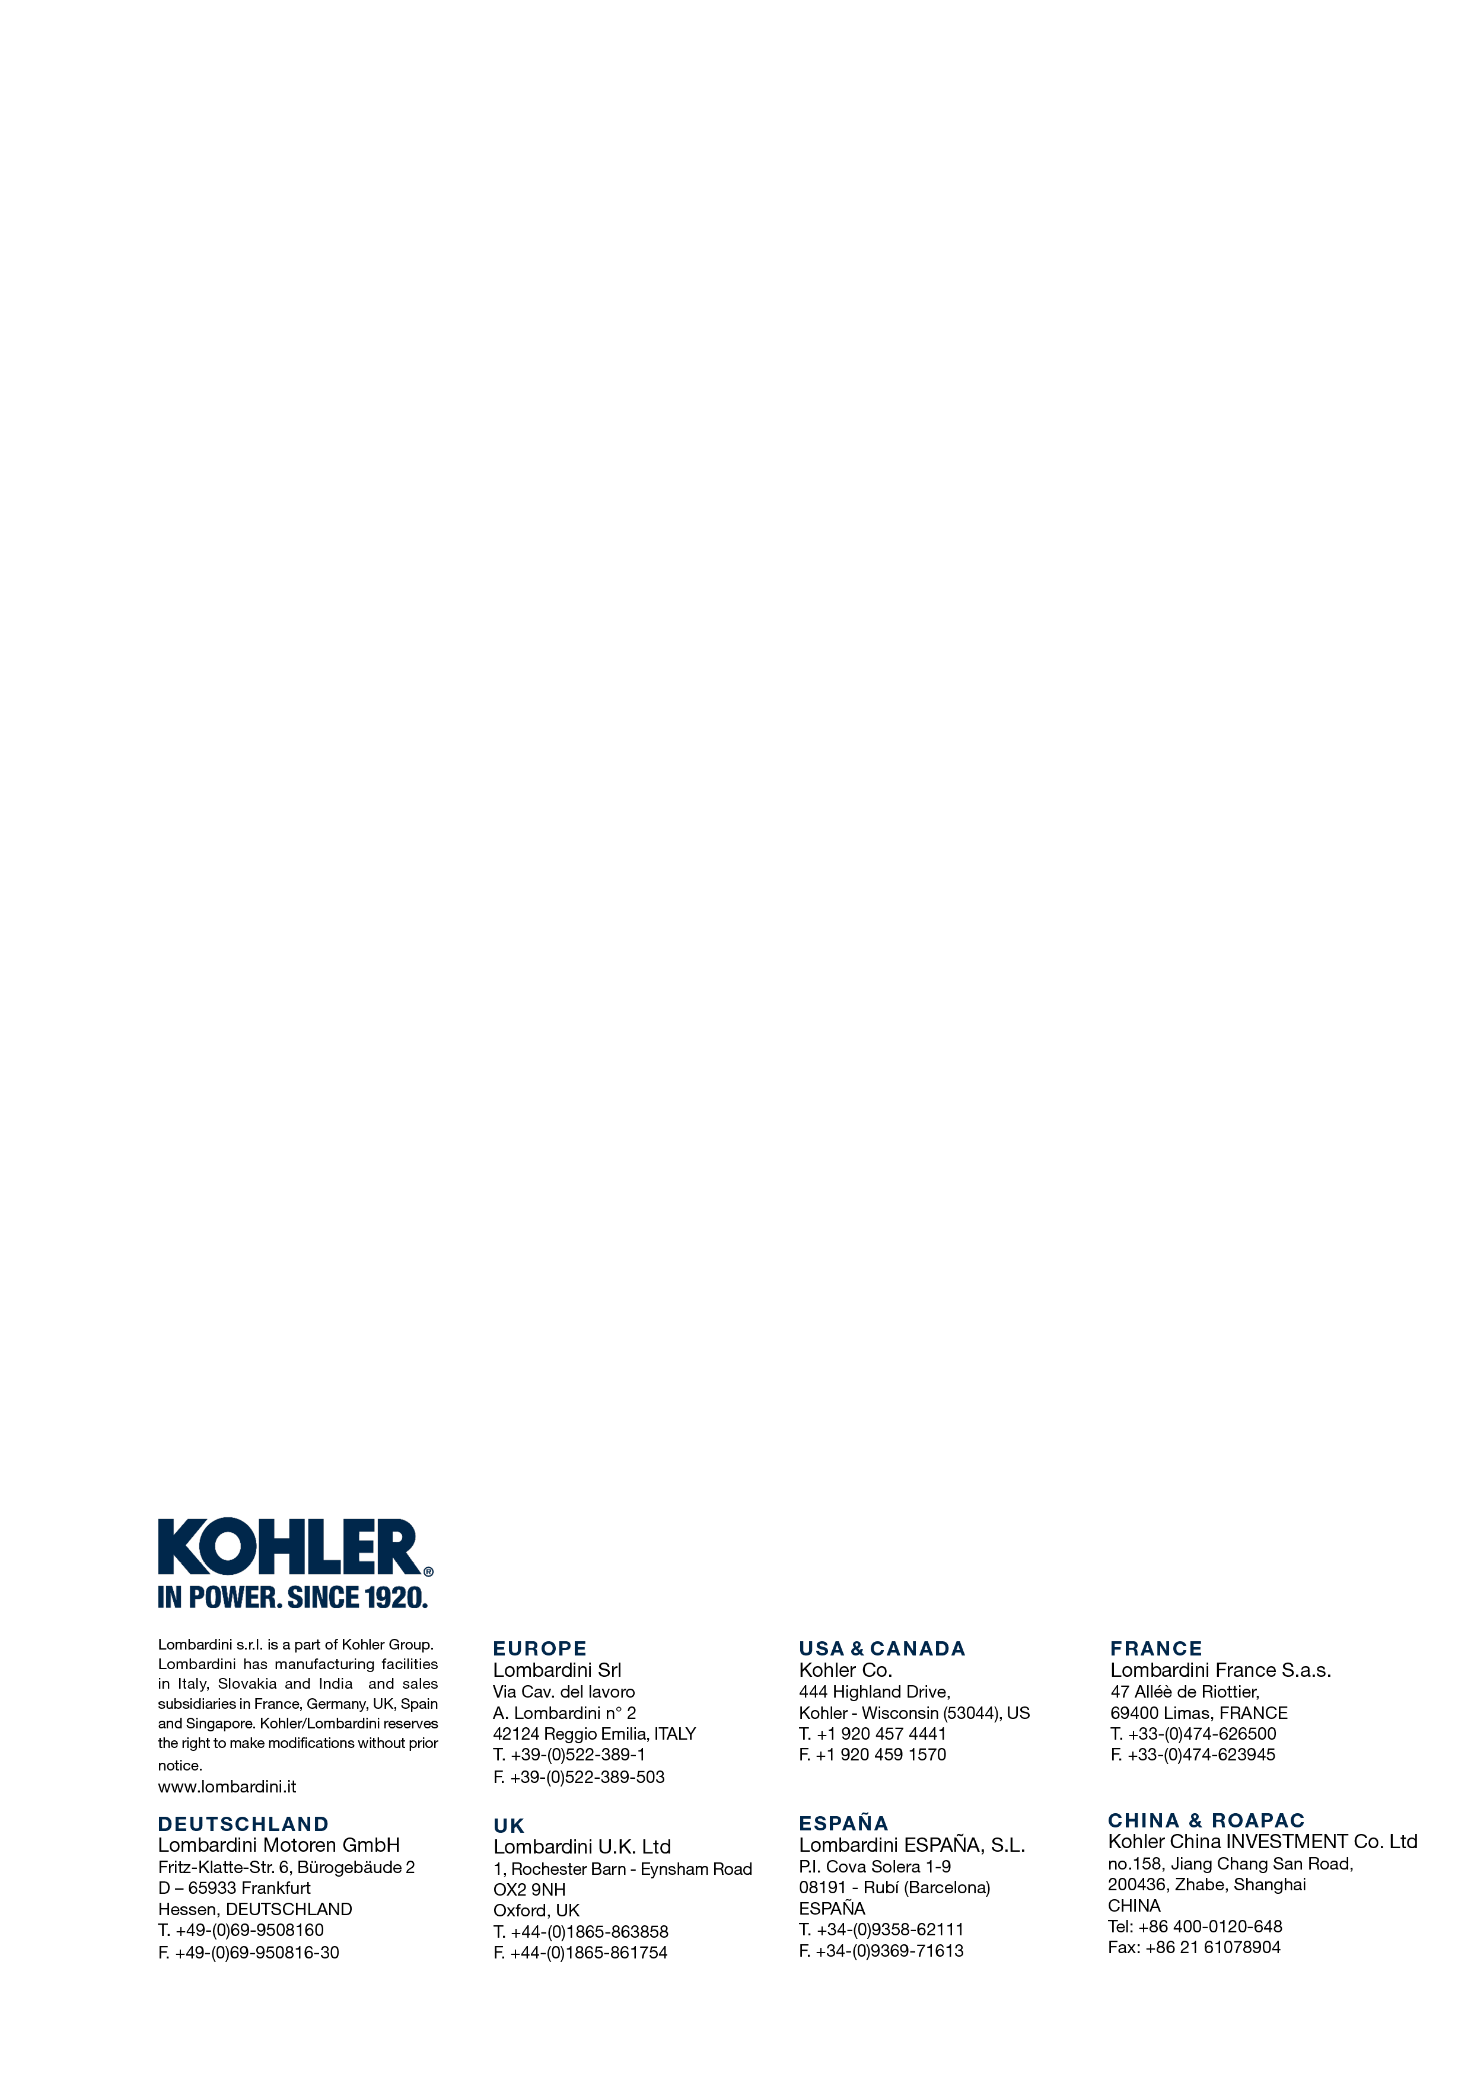 KOHLER®
IN POWER. SINCE 1920.
Lombardini s.r.l. is a part of Kohler Group.
Lombardini has manufacturing facilities
in Italy, Slovakia and India and sales
subsidiaries in France, Germany, UK, Spain
and Singapore. Kohler/Lombardini reserves
the right to make modifications without prior
notice.
www.lombardini.it
EUROPE
Lombardini Srl
Via Cav. del lavoro
A. Lombardini n° 2
42124 Reggio Emilia, ITALY
T. +39-(0)522-389-1
F. +39-(0)522-389-503
USA & CANADA
Kohler Co.
444 Highland Drive,
Kohler - Wisconsin (53044), US
T. +1 920 457 4441
F. +1 920 459 1570
FRANCE
Lombardini France S.a.s.
47 Alléè de Riottier,
69400 Limas, FRANCE
T. +33-(0)474-626500
F. +33-(0)474-623945
DEUTSCHLAND
Lombardini Motoren GmbH
Fritz-Klatte-Str. 6, Bürogebäude 2
D – 65933 Frankfurt
Hessen, DEUTSCHLAND
T. +49-(0)69-9508160
F. +49-(0)69-950816-30
UK
Lombardini U.K. Ltd
1, Rochester Barn - Eynsham Road
OX2 9NH
Oxford, UK
T. +44-(0)1865-863858
F. +44-(0)1865-861754
ESPAÑA
Lombardini ESPAÑA, S.L.
P.I. Cova Solera 1-9
08191 - Rubí (Barcelona)
ESPAÑA
T. +34-(0)9358-62111
F. +34-(0)9369-71613
CHINA & ROAPAC
Kohler China INVESTMENT Co. Ltd
no.158, Jiang Chang San Road,
200436, Zhabe, Shanghai
CHINA
Tel: +86 400-0120-648
Fax: +86 21 61078904